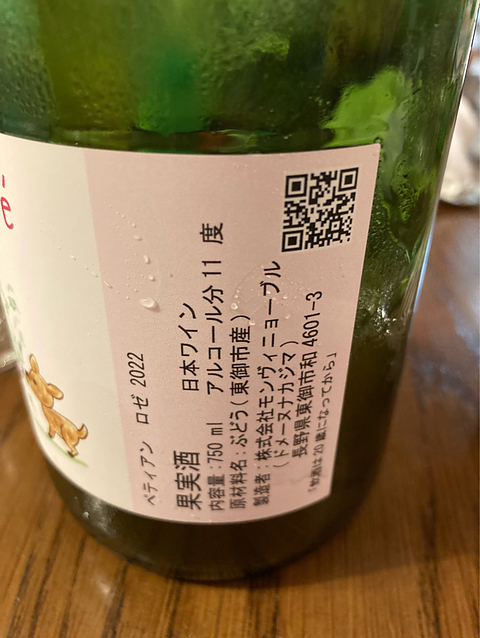 ペティアン ロゼ 2022
果実酒 日本ワイン
内容量:750 ml アルコール分 11 度
原材料名:ぶどう(東御市産)
製造者:株式会社モンヴィニョーブル
(ドメーヌナカジマ)
長野県東御市和 4601-3
「飲酒は 20 歳になってから」
é